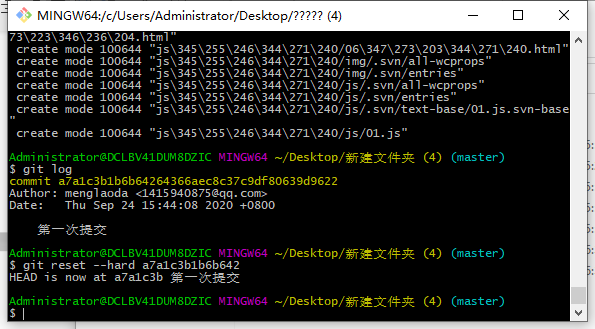 MINGW64:/c/Users/Administrator/Desktop/????? (4)
73\223\346\236\204.html"
create mode 100644 "js\345\255\246\344\271\240/06\347\273\203\344\271\240.html"
create mode 100644 "js\345\255\246\344\271\240/img/.svn/all-wcprops"
create mode 100644 "js\345\255\246\344\271\240/img/.svn/entries"
create mode 100644 "js\345\255\246\344\271\240/js/.svn/all-wcprops"
create mode 100644 "js\345\255\246\344\271\240/js/.svn/entries"
create mode 100644 "js\345\255\246\344\271\240/js/.svn/text-base/01.js.svn-base
"
create mode 100644 "js\345\255\246\344\271\240/js/01.js"
Administrator@DCLBV41DUM8DZIC MINGW64 ~/Desktop/新建文件夹 (4) (master)
$ git log
commit a7a1c3b1b6b64264366aec8c37c9df80639d9622
Author: menglaoda <1415940875@qq.com>
Date: Thu Sep 24 15:44:08 2020 +0800
第一次提交
Administrator@DCLBV41DUM8DZIC MINGW64 ~/Desktop/新建文件夹 (4) (master)
$ git reset --hard a7a1c3b1b6b642
HEAD is now at a7a1c3b 第一次提交
Administrator@DCLBV41DUM8DZIC MINGW64 ~/Desktop/新建文件夹 (4) (master)
$